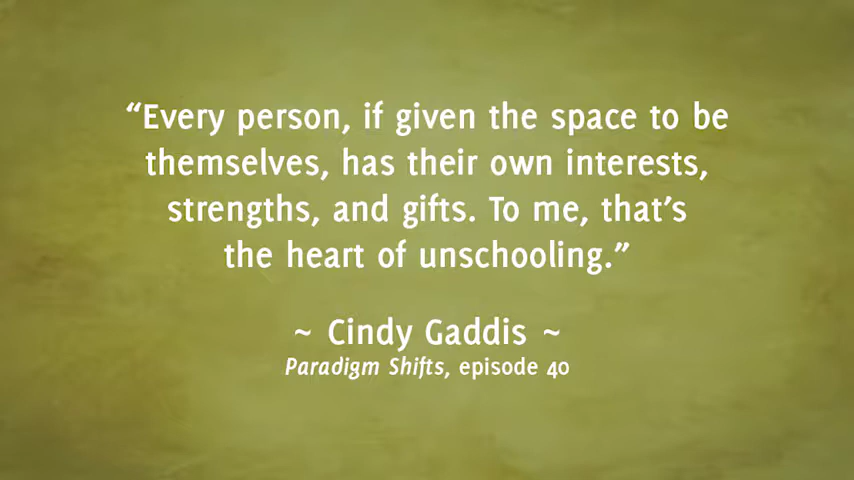 “Every person, if given the space to be
themselves, has their own interests,
strengths, and gifts. To me, that’s
the heart of unschooling.”
~ Cindy Gaddis ~
Paradigm Shifts, episode 40